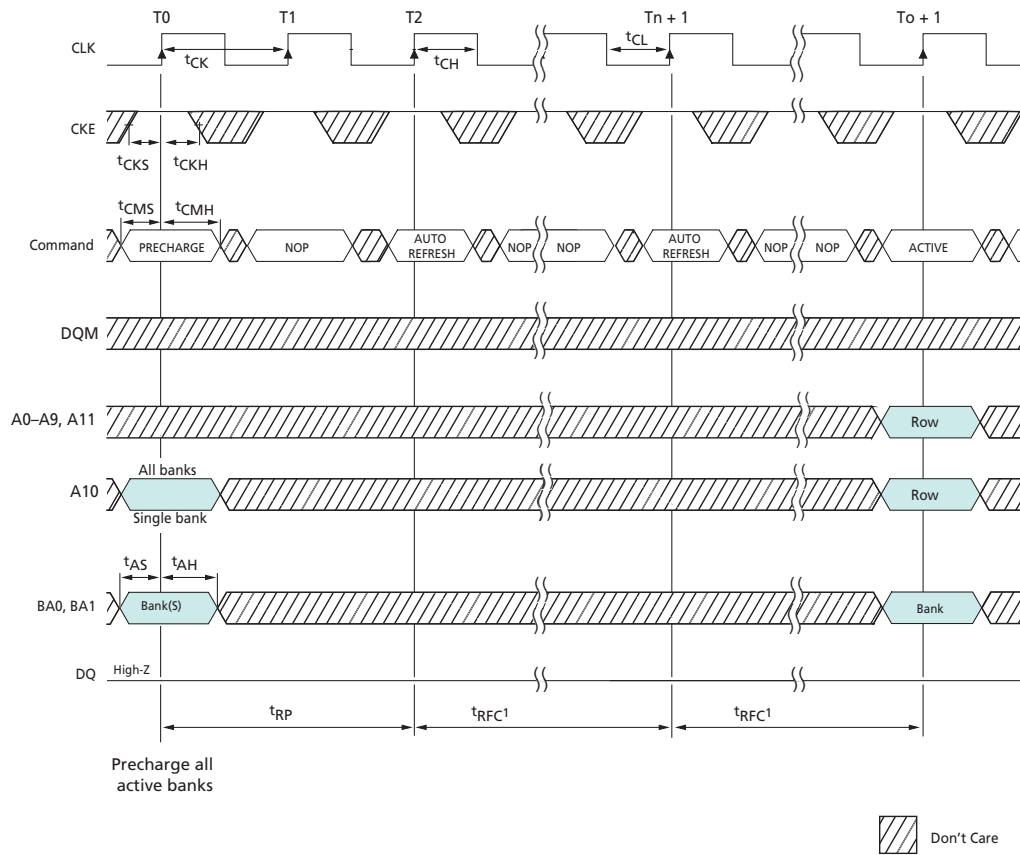 T0 T1 T2 Tn + 1 To + 1
CLK
tCK tCH tCL
CKE
tCKS tCKH
tCMS tCMH
Command PRECHARGE NOP AUTO REFRESH NOP NOP AUTO REFRESH NOP NOP ACTIVE
DQM
A0–A9, A11 Row
All banks
A10 Row
Single bank
tAS tAH
BA0, BA1 Bank(S) Bank
DQ High-Z
tRP tRFC1 tRFC1
Precharge all
active banks
Don't Care